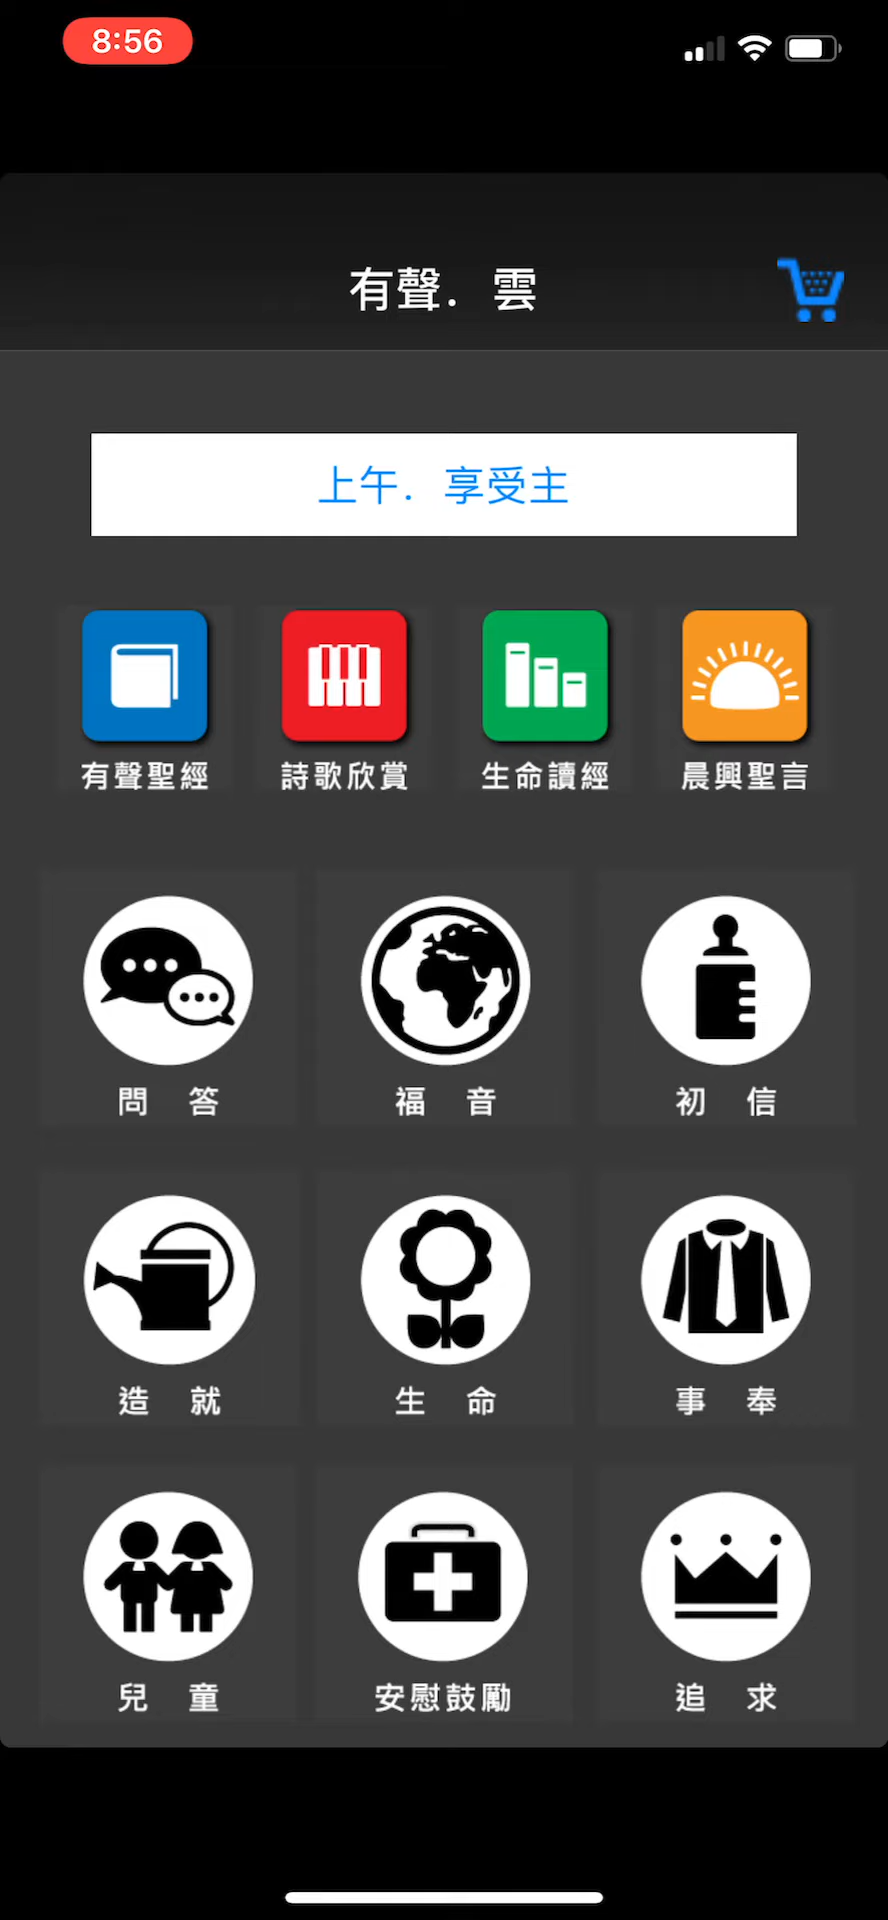 8:56
有聲．雲
上午．享受主
有聲聖經 詩歌欣賞 生命讀經 晨興聖言
問 答 福 音 初 信
造 就 生 命 事 奉
兒 童 安慰鼓勵 追 求